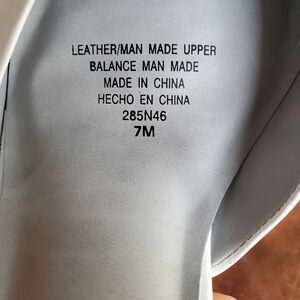 LEATHER/MAN MADE UPPER
BALANCE MAN MADE
MADE IN CHINA
HECHO EN CHINA
285N46
7M